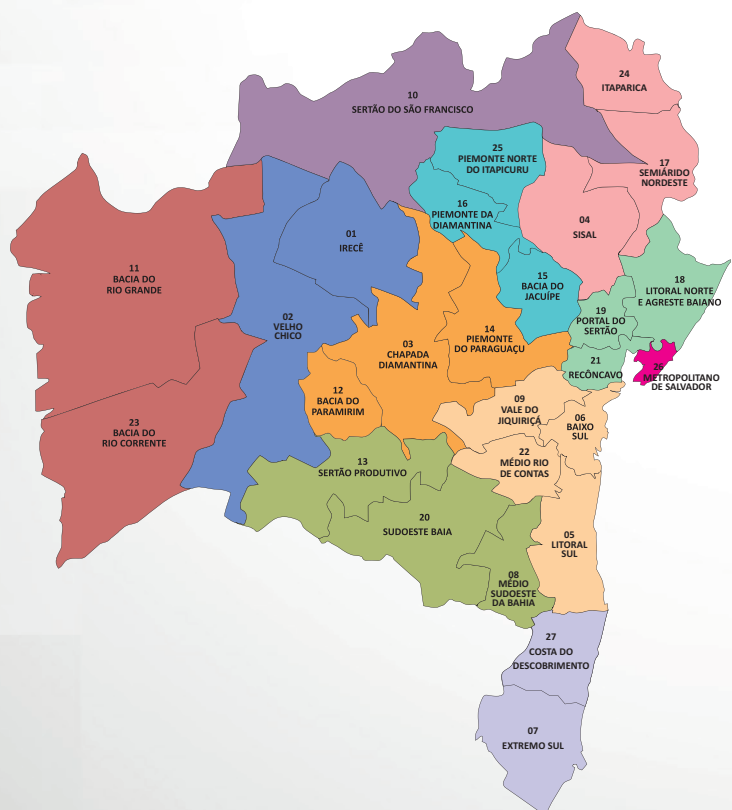 24
ITAPARICA
10
SERTÃO DO SÃO FRANCISCO
25
PIEMONTE NORTE
DO ITAPICURU
17
SEMIÁRIDO
NORDESTE
16
PIEMONTE DA
DIAMANTINA
04
SISAL
01
IRECÊ
11
BACIA DO
RIO GRANDE
15
BACIA DO
JACUÍPE
18
LITORAL NORTE
E AGRESTE BAIANO
19
PORTAL DO
SERTÃO
02
VELHO
CHICO
14
PIEMONTE
DO PARAGUAÇU
03
CHAPADA
DIAMANTINA
21
RECÔNCAVO
26
METROPOLITANO
DE SALVADOR
12
BACIA DO
PARAMIRIM
09
VALE DO
JIQUIRIÇÁ
06
BAIXO
SUL
23
BACIA DO
RIO CORRENTE
22
MÉDIO RIO
DE CONTAS
13
SERTÃO PRODUTIVO
20
SUDOESTE BAIA
05
LITORAL
SUL
08
MÉDIO
SUDOESTE
DA BAHIA
27
COSTA DO
DESCOBRIMENTO
07
EXTREMO SUL